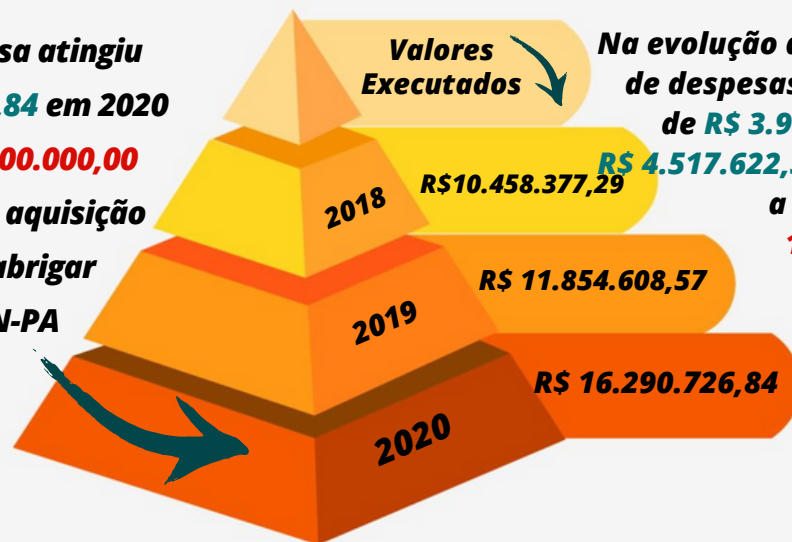 sa atingiu
,84 em 2020
00.000,00
aquisição
abrigar
N-PA
Valores
Executados
2018
R$10.458.377,29
2019
R$ 11.854.608,57
2020
R$ 16.290.726,84
Na evolução
de despesas
de R$ 3.9
R$ 4.517.622,
a